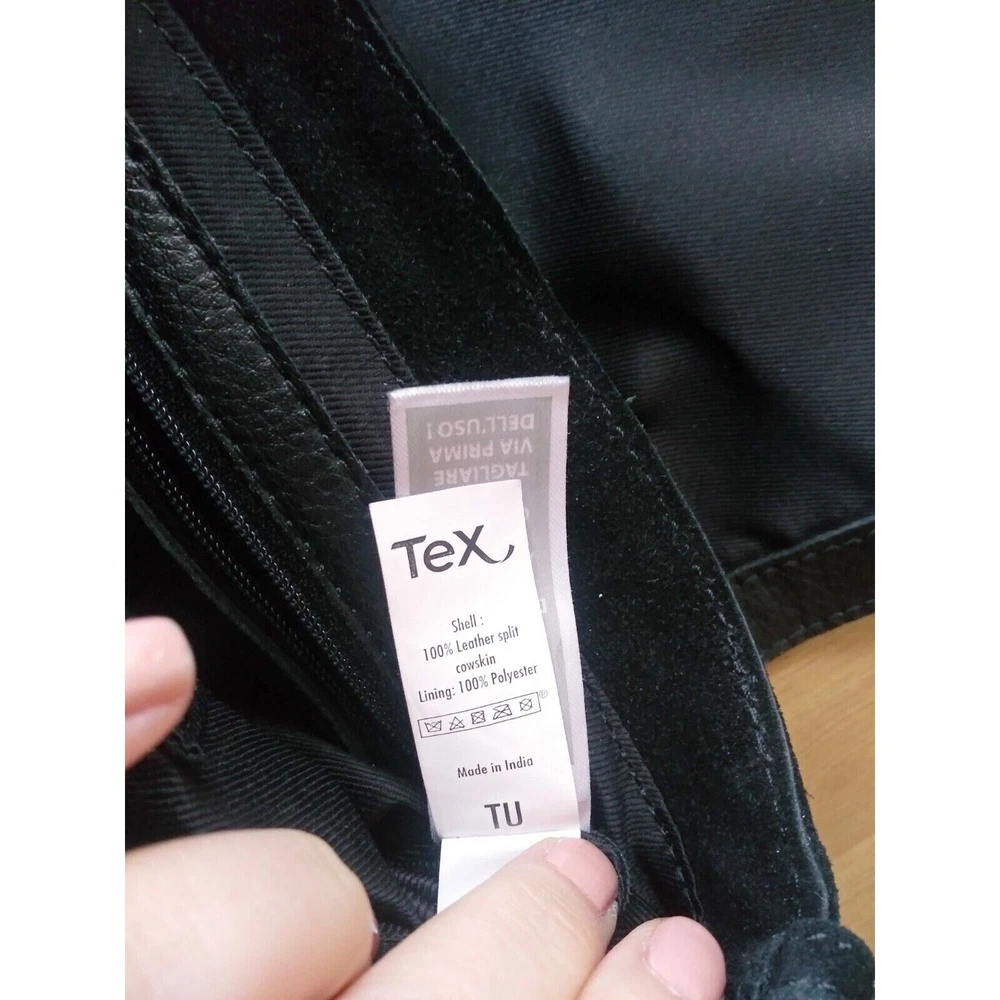 DELL'USO !
VIA PRIMA
TAGLIARE
TeX
Shell :
100% Leather split
cowskin
Lining: 100% Polyester
®
Made in India
TU